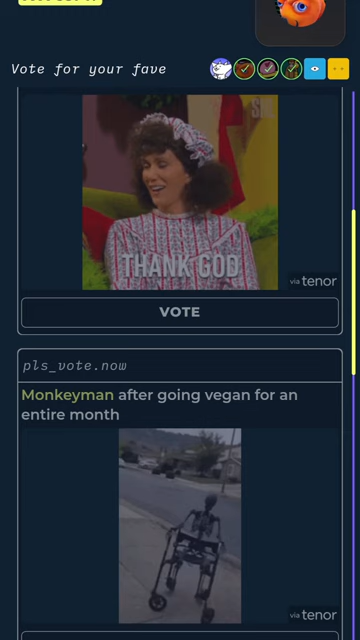 Vote for your fave
THANK GOD
via tenor
VOTE
pls_vote.now
Monkeyman after going vegan for an
entire month
via tenor